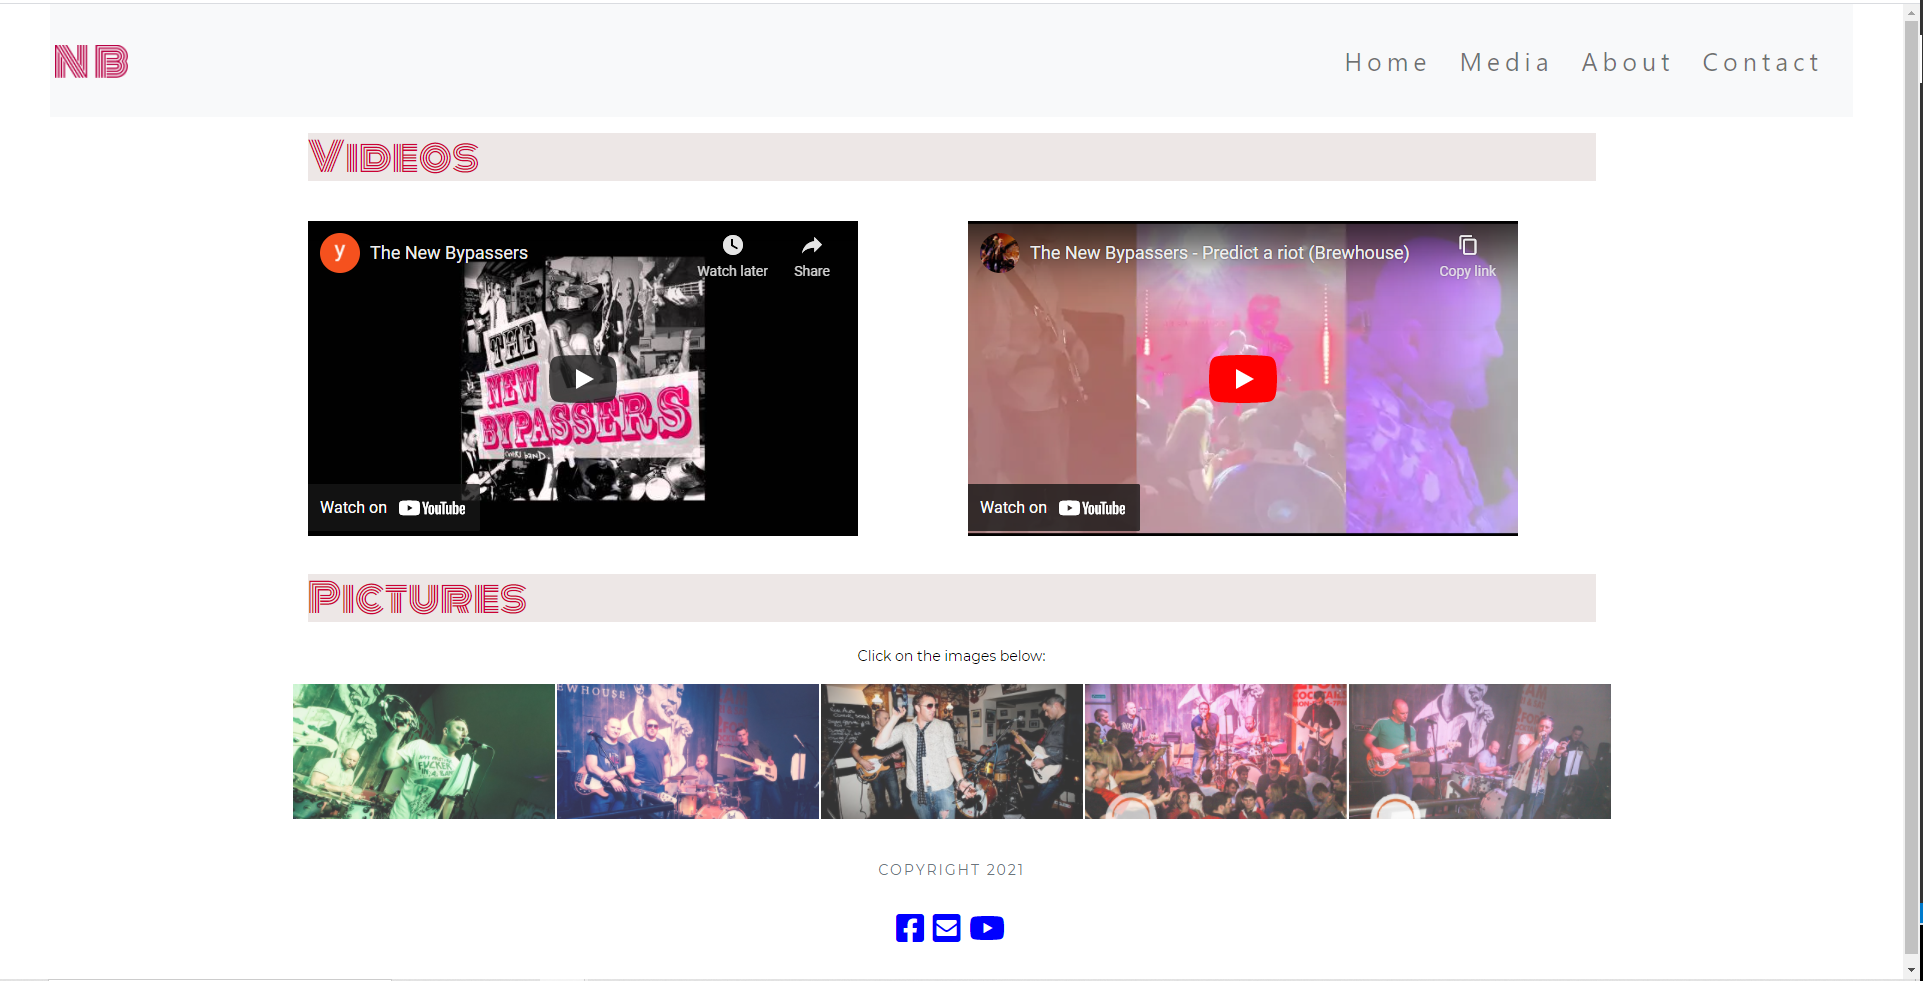 NB
Home Media About Contact
Videos
y The New Bypassers
Watch later
Share
THE
NEW
BYPASSERS
Watch on YouTube
The New Bypassers - Predict a riot (Brewhouse)
Copy link
Watch on YouTube
Pictures
Click on the images below:
EWHOUSE
COPYRIGHT 2021